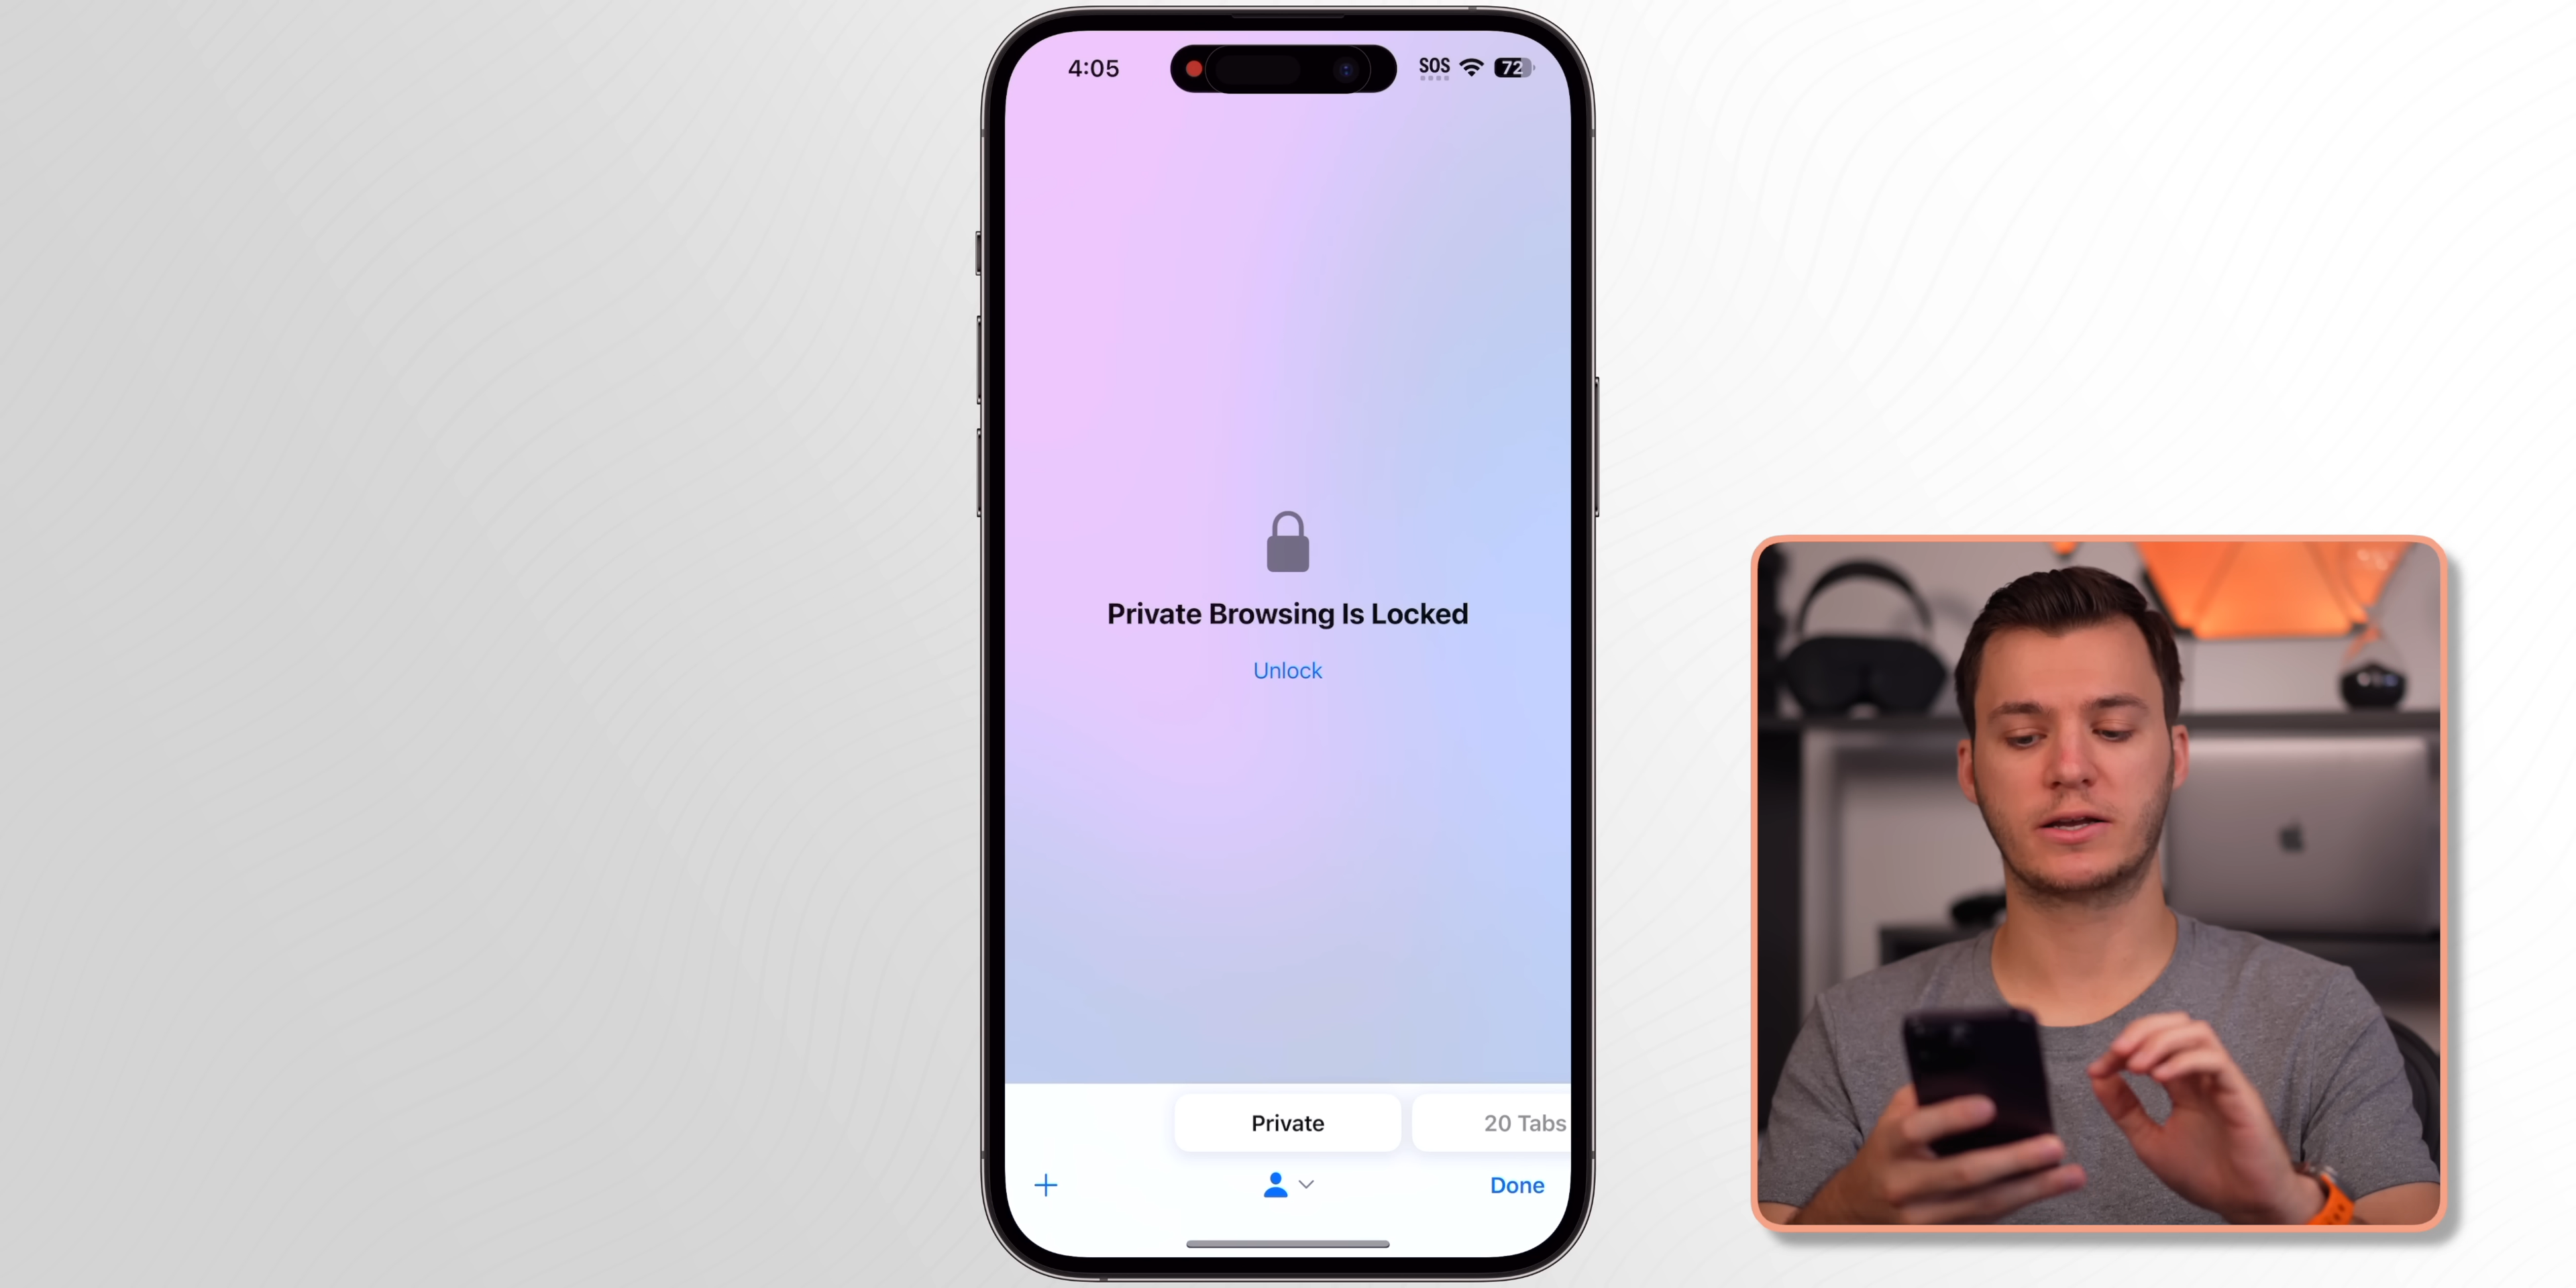 4:05 SOS 72
Private Browsing Is Locked
Unlock
Private 20 Tabs
Done